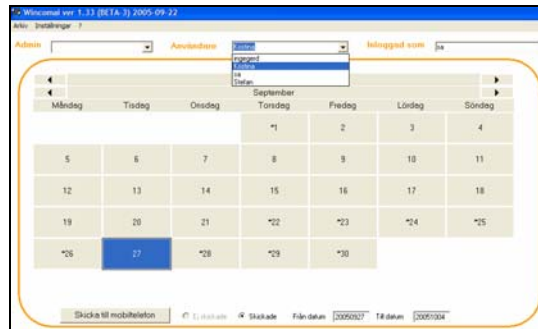 Wincomal ver 1.33 (BETA-3) 2005-09-22
Arkiv Inställningar ?
Admin Användare Kristina Inloggad som sa
ingegerd
Kristina
sa
Stefan
September
Måndag Tisdag Onsdag Torsdag Fredag Lördag Söndag
*1 2 3 4
5 6 7 8 9 10 11
12 13 14 15 16 17 18
19 20 21 *22 *23 *24 *25
*26 27 *28 *29 *30
Skicka till mobiltelefon Ej skickade Skickade Från datum 20050927 Till datum 20051004